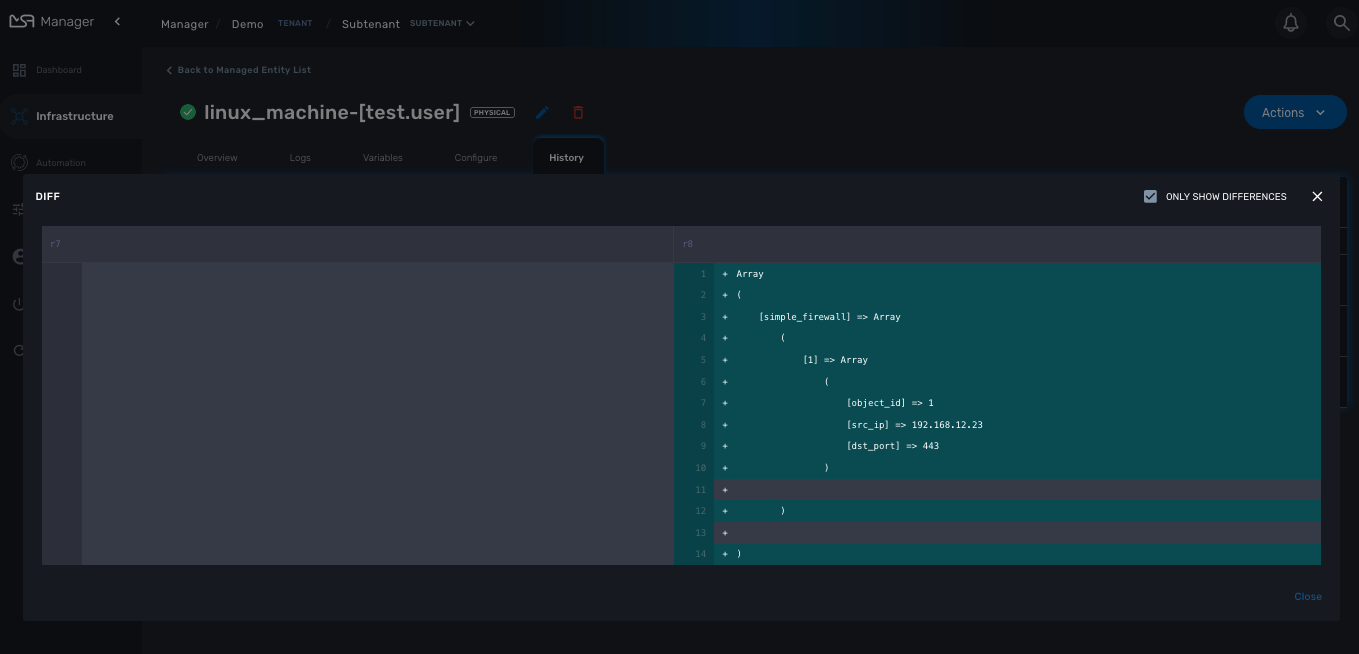 MSA Manager
Manager / Demo TENANT / Subtenant SUBTENANT
Dashboard
Back to Managed Entity List
Infrastructure
linux_machine-[test.user] PHYSICAL
Actions
Automation
Overview Logs Variables Configure History
DIFF
ONLY SHOW DIFFERENCES
r7
r8
1 + Array
2 + (
3 + [simple_firewall] => Array
4 + (
5 + [1] => Array
6 + (
7 + [object_id] => 1
8 + [src_ip] => 192.168.12.23
9 + [dst_port] => 443
10 + )
11 +
12 + )
13 +
14 + )
Close